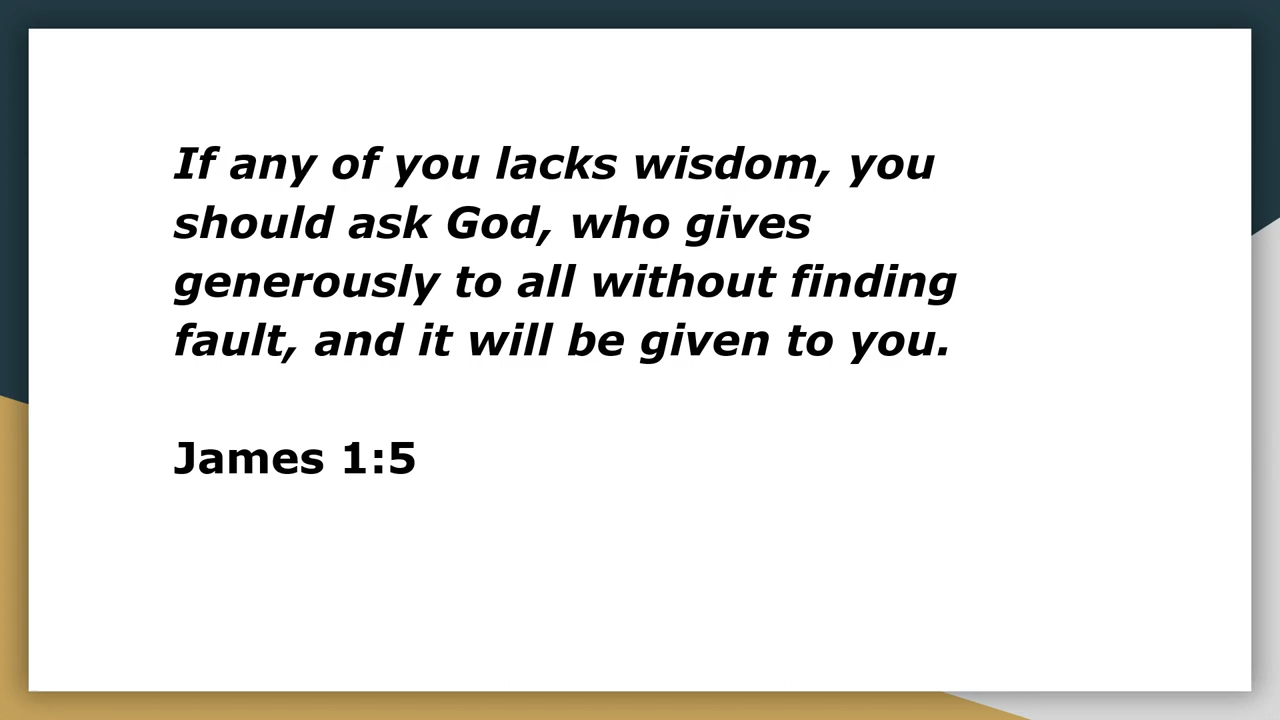 If any of you lacks wisdom, you
should ask God, who gives
generously to all without finding
fault, and it will be given to you.
James 1:5